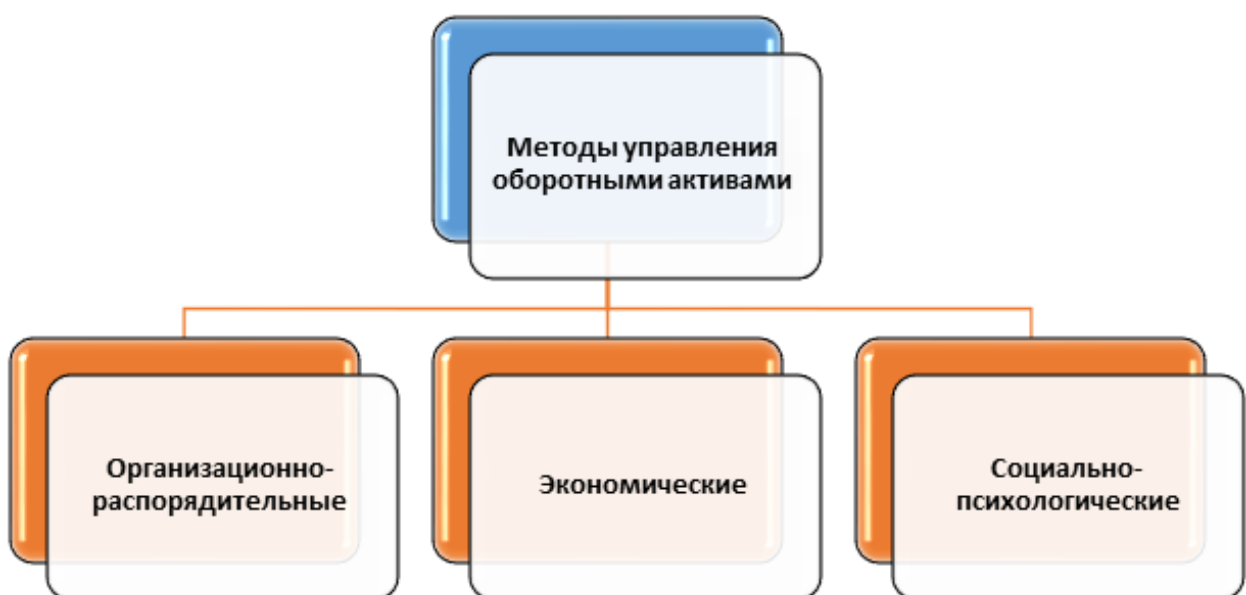 Методы управления
оборотными активами
Организационно-
распорядительные
Экономические
Социально-
психологические